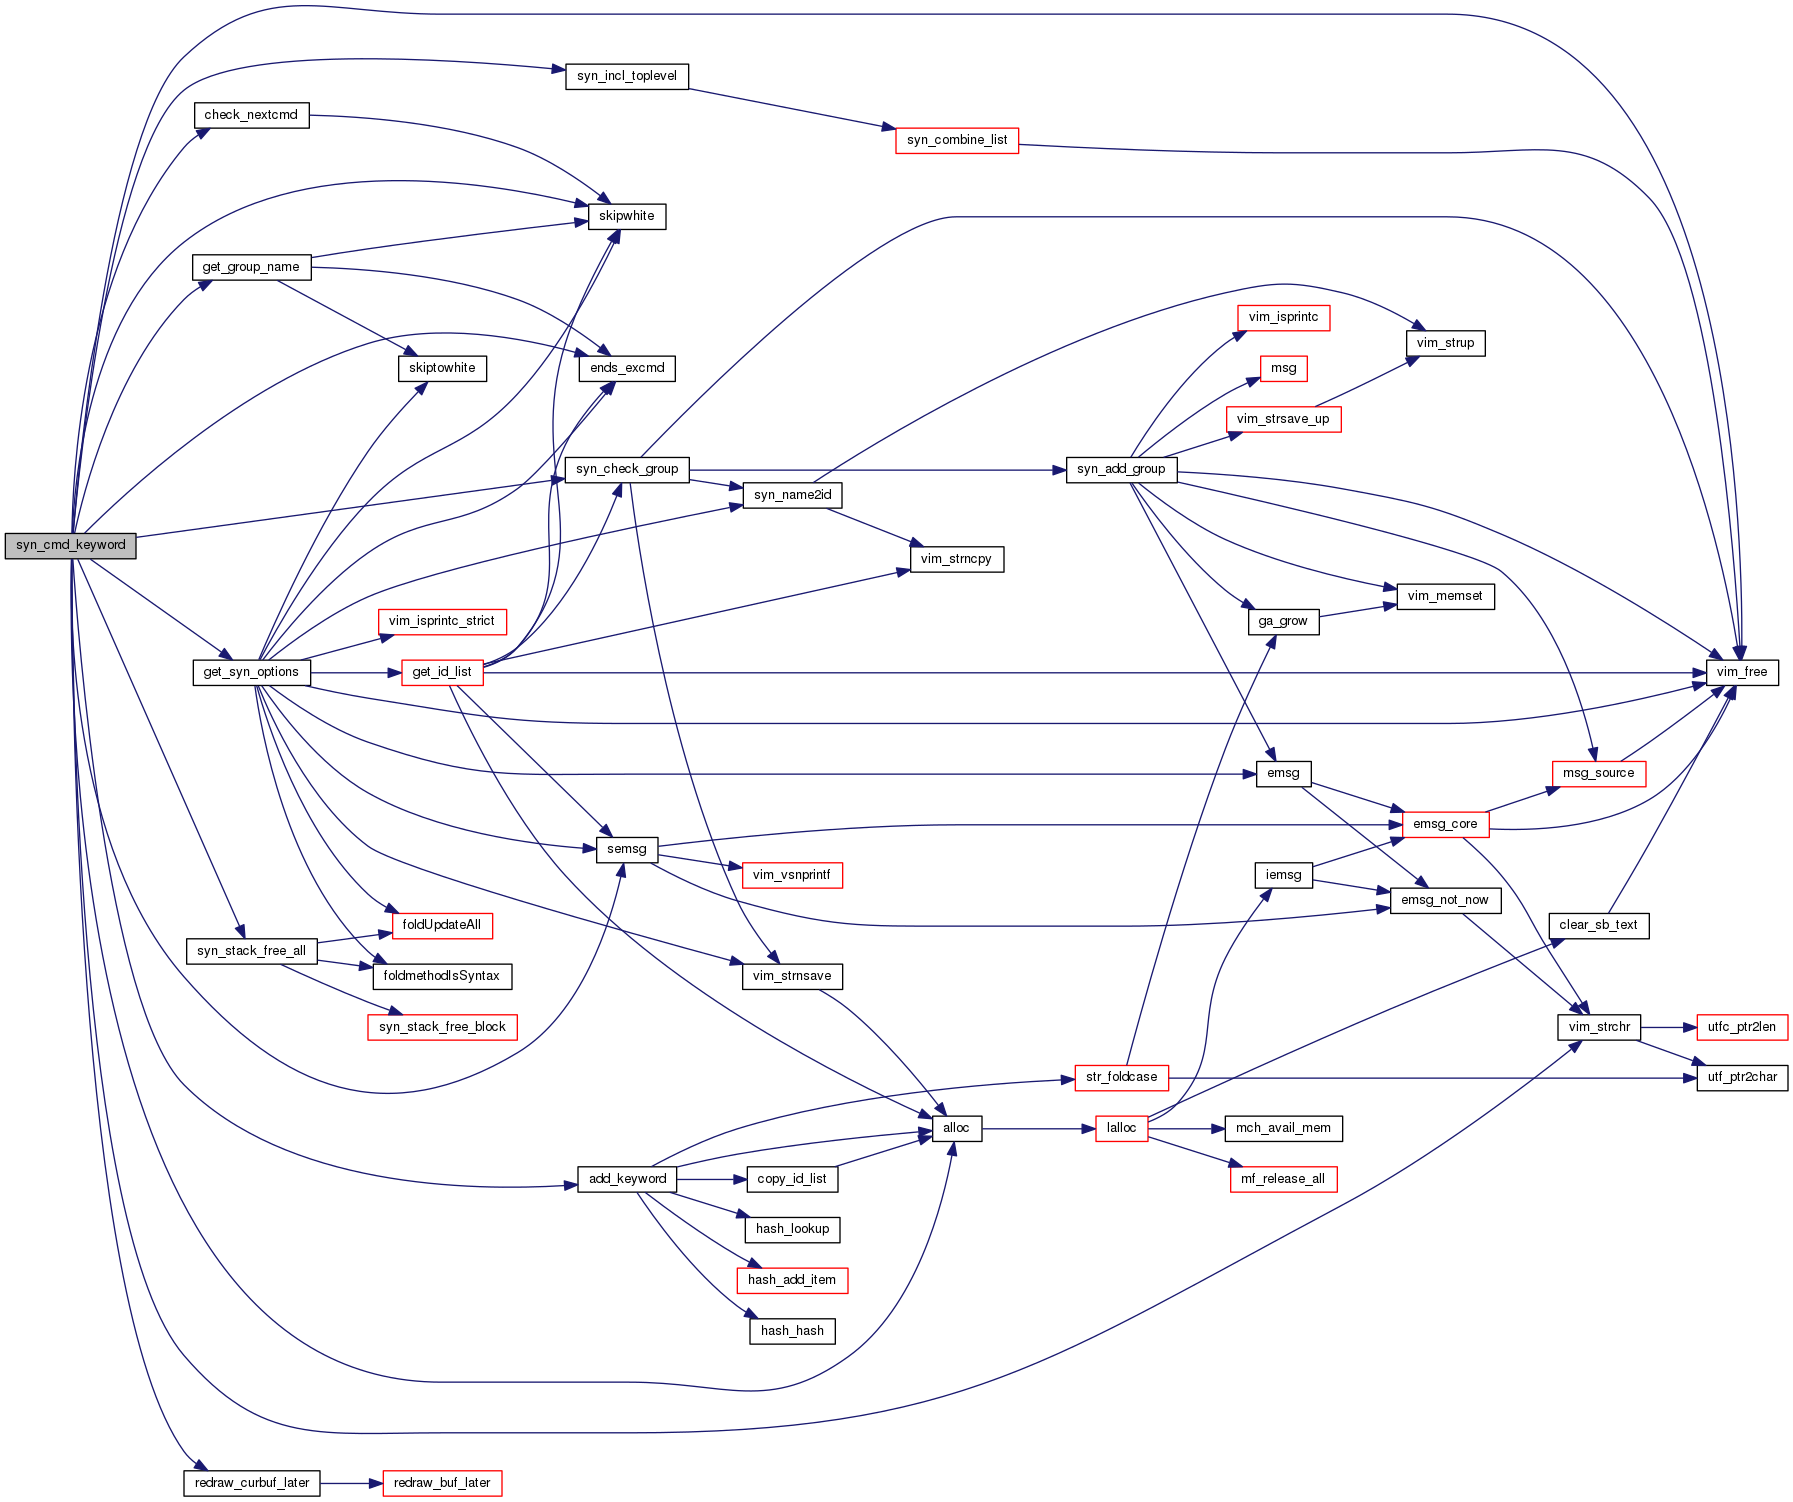 syn_incl_toplevel
check_nextcmd
syn_combine_list
skipwhite
get_group_name
vim_isprintc
vim_strup
skiptowhite
ends_excmd
msg
vim_strsave_up
syn_check_group
syn_add_group
syn_name2id
syn_cmd_keyword
vim_strncpy
vim_memset
vim_isprintc_strict
ga_grow
get_syn_options
get_id_list
vim_free
emsg
msg_source
emsg_core
semsg
vim_vsnprintf
iemsg
emsg_not_now
foldUpdateAll
clear_sb_text
syn_stack_free_all
foldmethodIsSyntax
vim_strnsave
syn_stack_free_block
vim_strchr
utfc_ptr2len
str_foldcase
utf_ptr2char
alloc
lalloc
mch_avail_mem
add_keyword
copy_id_list
mf_release_all
hash_lookup
hash_add_item
hash_hash
redraw_curbuf_later
redraw_buf_later